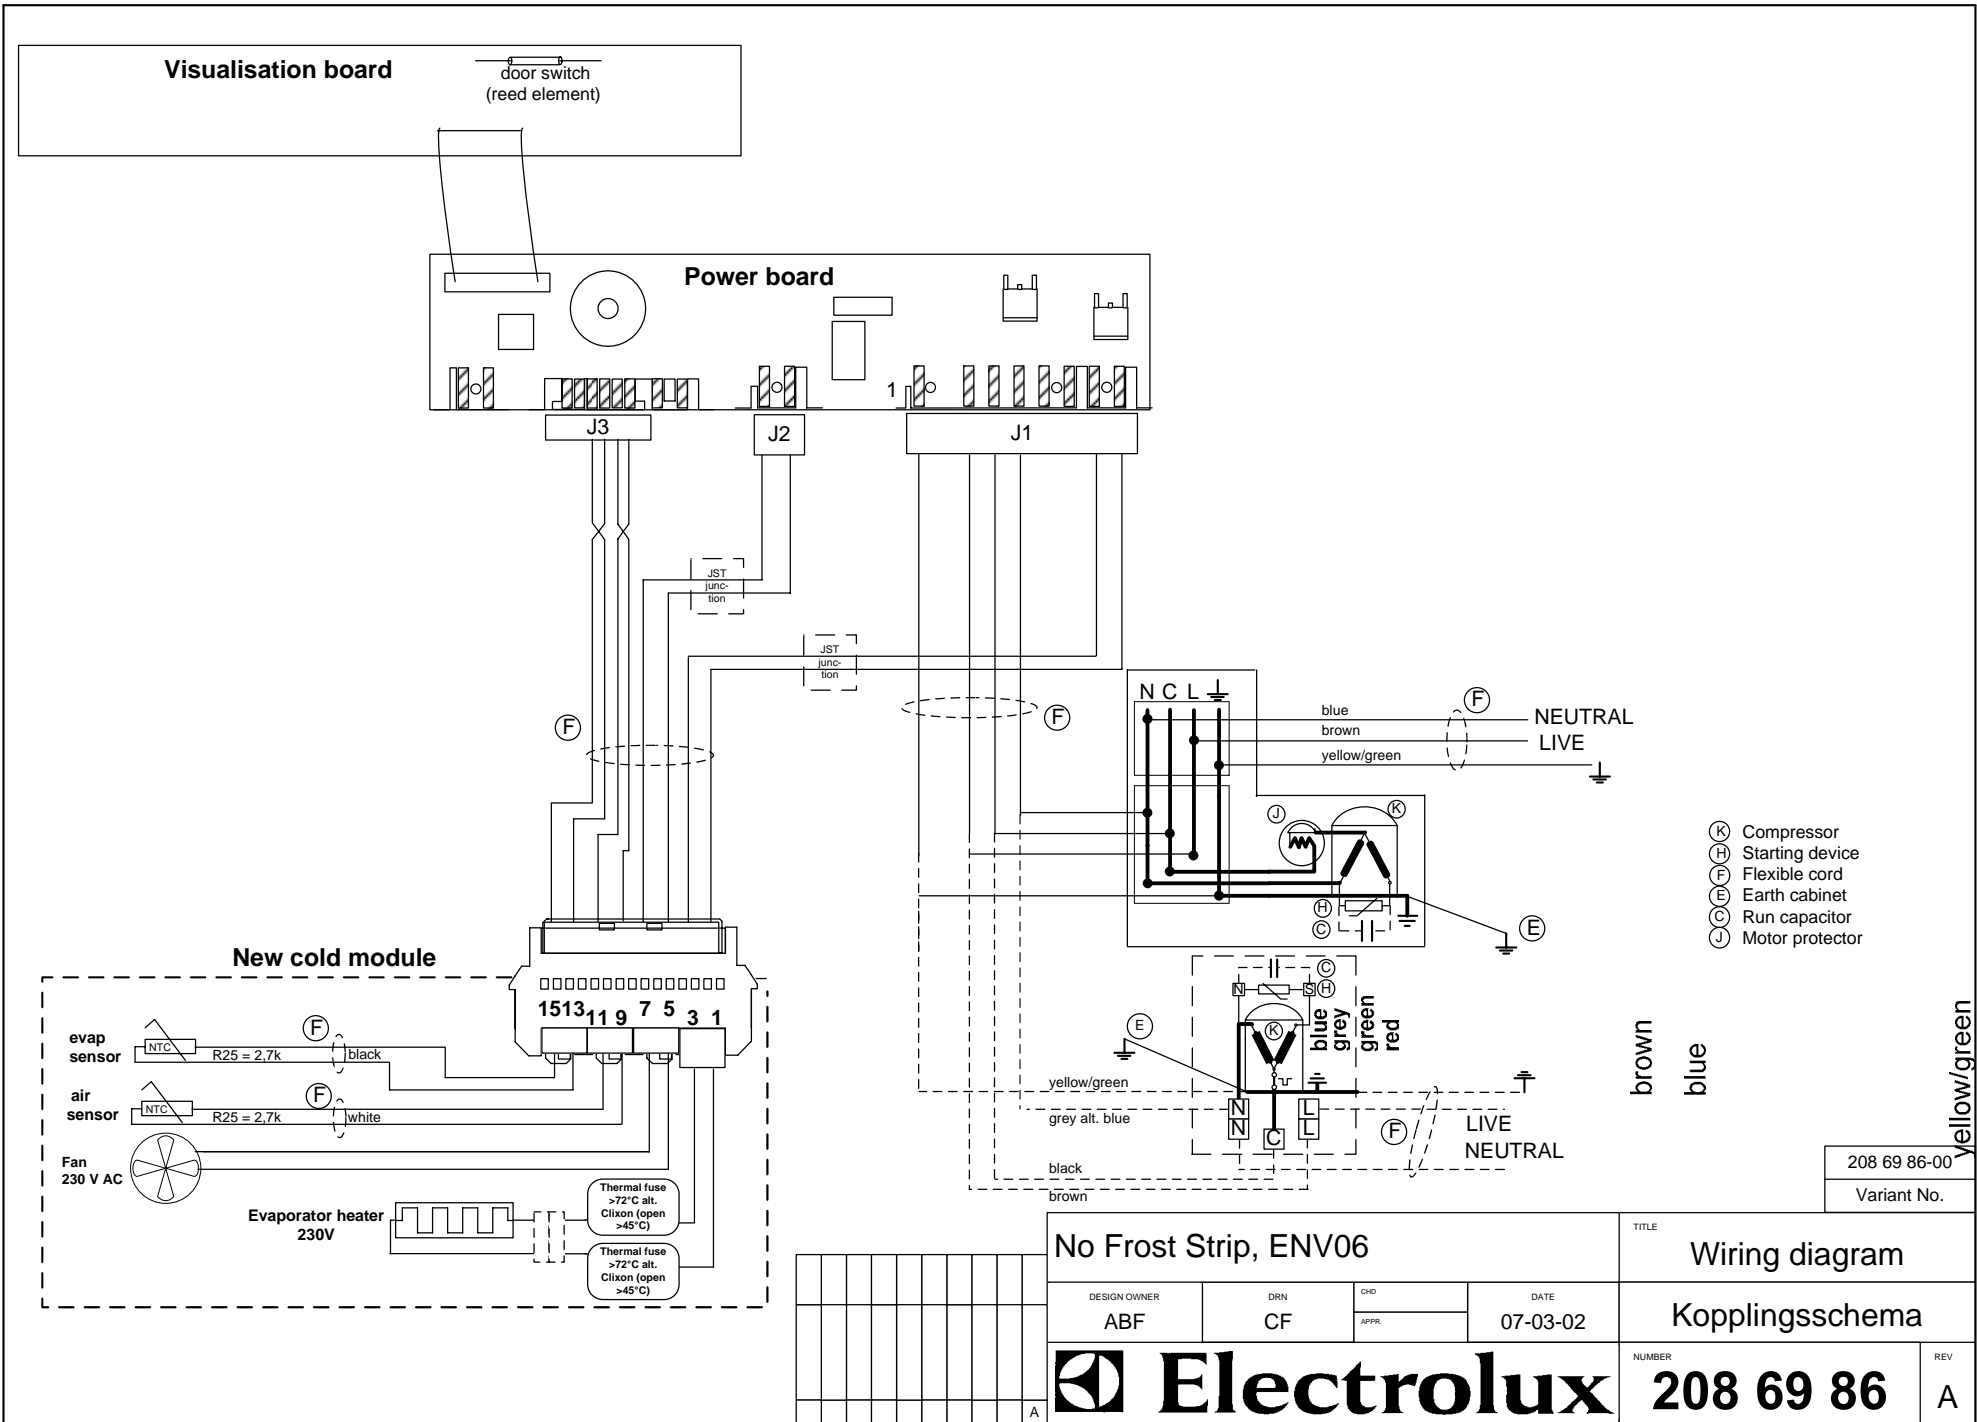 Visualisation board
door switch
(reed element)
Power board
1
J3
J2
J1
JST
junc-
tion
JST
junc-
tion
F
F
N C L
blue
brown
yellow/green
F
NEUTRAL
LIVE
J
K
H
C
E
K Compressor
H Starting device
F Flexible cord
E Earth cabinet
C Run capacitor
J Motor protector
New cold module
15 13 11 9 7 5 3 1
evap
sensor
NTC
R25 = 2,7k
F
black
air
sensor
NTC
R25 = 2,7k
F
white
Fan
230 V AC
Evaporator heater
230V
Thermal fuse
>72°C alt.
Clixon (open
>45°C)
Thermal fuse
>72°C alt.
Clixon (open
>45°C)
C
N S H
K
E
blue
grey
green
red
yellow/green
grey alt. blue
black
brown
N L
N L
C
F
LIVE
NEUTRAL
brown
blue
yellow/green
208 69 86-00
Variant No.
No Frost Strip, ENV06
TITLE
Wiring diagram
DESIGN OWNER
ABF
DRN
CF
CHD
APPR.
DATE
07-03-02
Kopplingsschema
A
Electrolux
NUMBER
208 69 86
REV
A